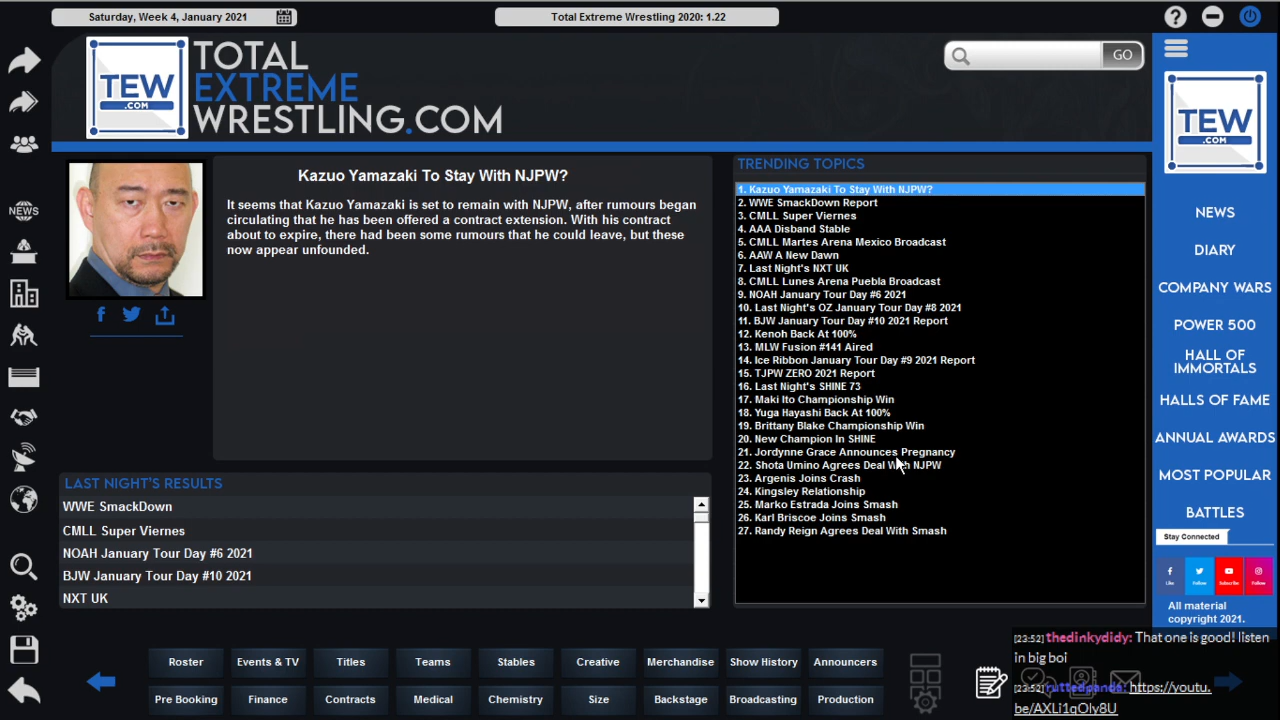 Saturday, Week 4, January 2021
Total Extreme Wrestling 2020: 1.22
TEW
.COM
TOTAL
EXTREME
WRESTLING.COM
GO
TEW
.COM
Kazuo Yamazaki To Stay With NJPW?
It seems that Kazuo Yamazaki is set to remain with NJPW, after rumours began
circulating that he has been offered a contract extension. With his contract
about to expire, there had been some rumours that he could leave, but these
now appear unfounded.
TRENDING TOPICS
1. Kazuo Yamazaki To Stay With NJPW?
2. WWE SmackDown Report
3. CMLL Super Viernes
4. AAA Disband Stable
5. CMLL Martes Arena Mexico Broadcast
6. AAW A New Dawn
7. Last Night's NXT UK
8. CMLL Lunes Arena Puebla Broadcast
9. NOAH January Tour Day #6 2021
10. Last Night's OZ January Tour Day #8 2021
11. BJW January Tour Day #10 2021 Report
12. Kenoh Back At 100%
13. MLW Fusion #141 Aired
14. Ice Ribbon January Tour Day #9 2021 Report
15. TJPW ZERO 2021 Report
16. Last Night's SHINE 73
17. Maki Ito Championship Win
18. Yuga Hayashi Back At 100%
19. Brittany Blake Championship Win
20. New Champion In SHINE
21. Jordynne Grace Announces Pregnancy
22. Shota Umino Agrees Deal With NJPW
23. Argenis Joins Crash
24. Kingsley Relationship
25. Marko Estrada Joins Smash
26. Karl Briscoe Joins Smash
27. Randy Reign Agrees Deal With Smash
LAST NIGHT'S RESULTS
WWE SmackDown
CMLL Super Viernes
NOAH January Tour Day #6 2021
BJW January Tour Day #10 2021
NXT UK
NEWS
NEWS
DIARY
COMPANY WARS
POWER 500
HALL OF
IMMORTALS
HALLS OF FAME
ANNUAL AWARDS
MOST POPULAR
BATTLES
Stay Connected
Like
Follow
Subscribe
Follow
All material
copyright 2021.
Roster
Events & TV
Titles
Teams
Stables
Creative
Merchandise
Show History
Announcers
Pre Booking
Finance
Contracts
Medical
Chemistry
Size
Backstage
Broadcasting
Production
[23:52] thedinkydidy: That one is good! listen
in big boi
[23:52] ruttedpanda: https://youtu.
be/AXLi1qOly8U